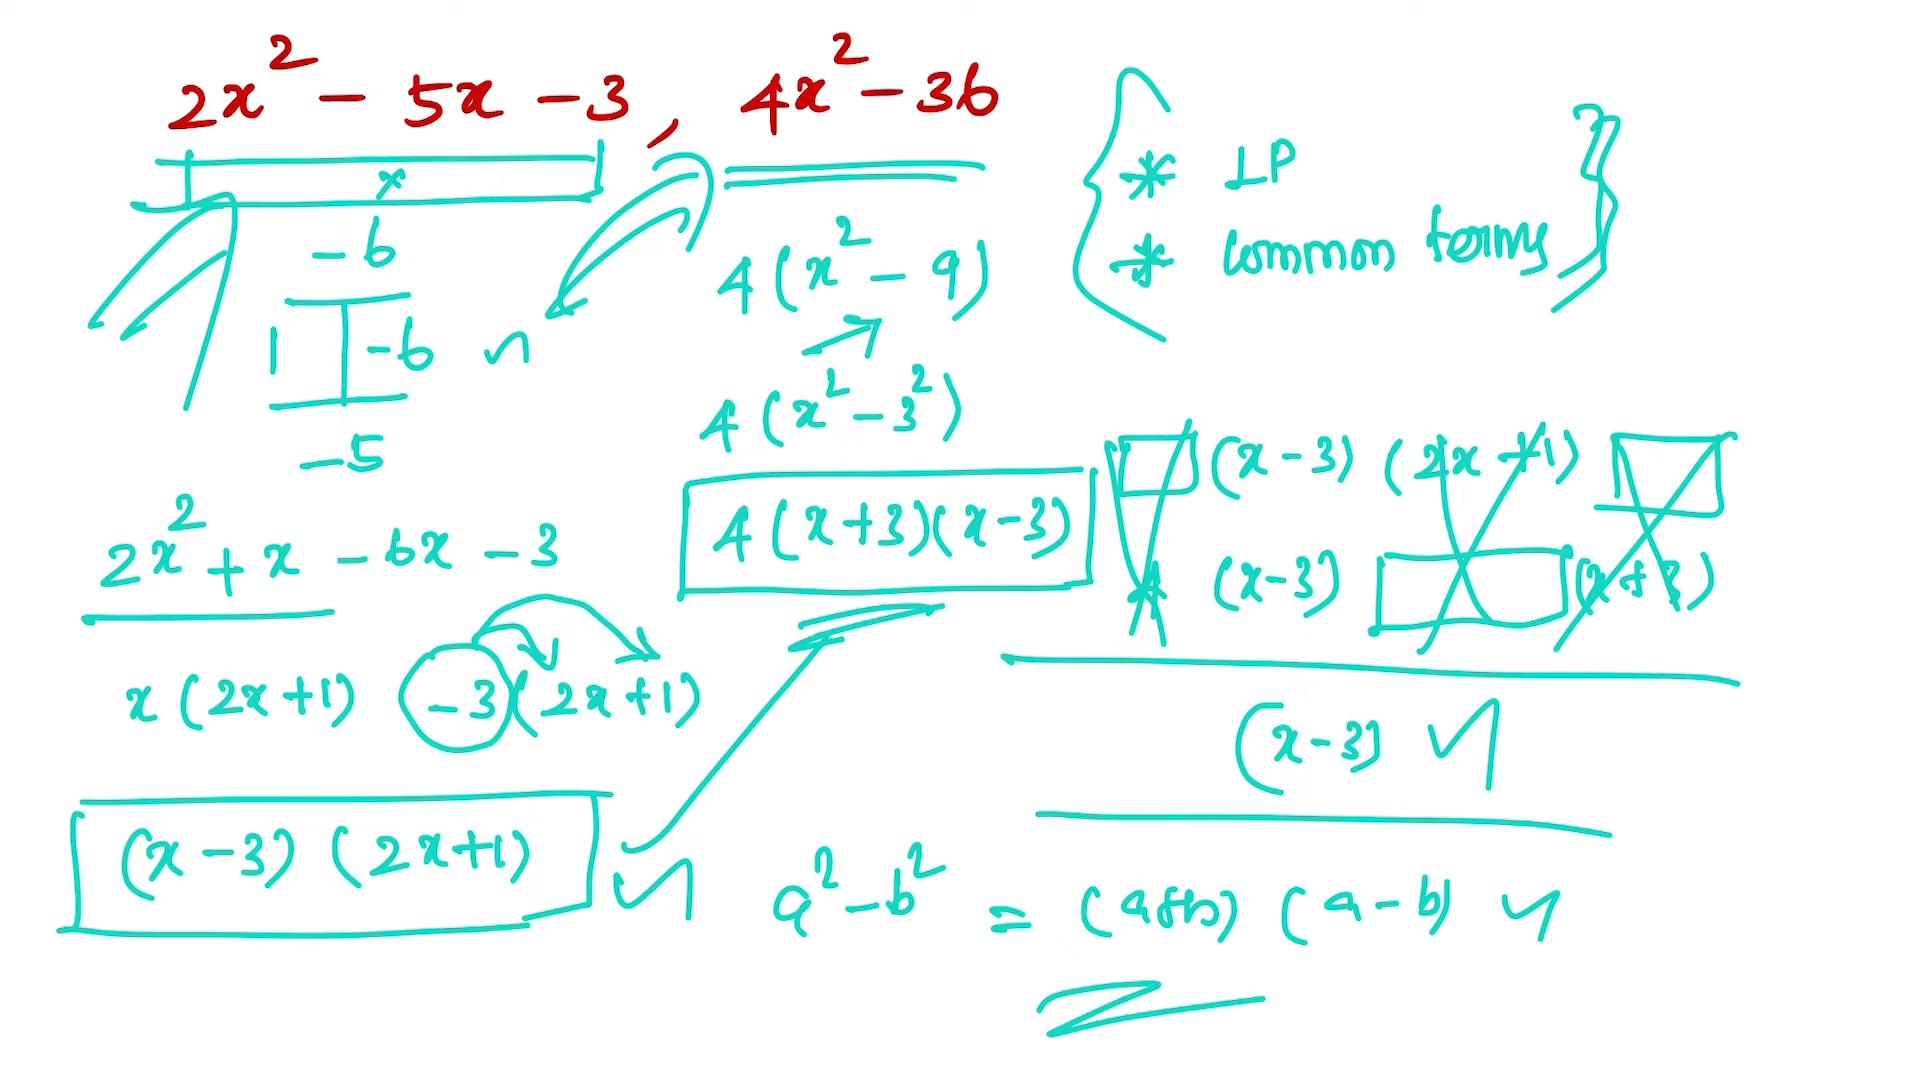 2x² - 5x - 3, 4x² - 36
x
-6
1 -6
-5
2x² + x - 6x - 3
x(2x+1) -3(2x+1)
(x-3)(2x+1)
4(x² - 9)
4(x² - 3²)
4(x+3)(x-3)
* LP
* Common terms
(x-3) (2x+1)
4 (x-3) (x+3)
(x-3)
a² - b² = (a+b) (a-b)